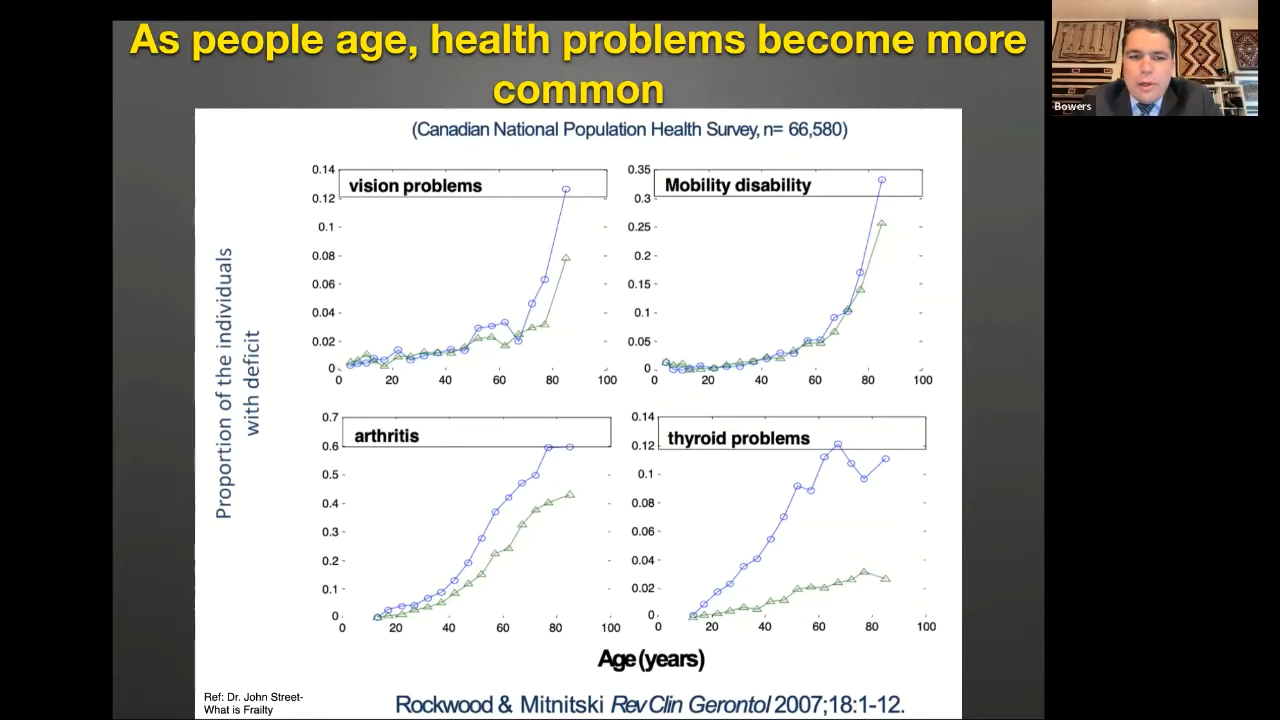 As people age, health problems become more
common
Bowers
(Canadian National Population Health Survey, n= 66,580)
Proportion of the individuals
with deficit
vision problems
0.14
0.12
0.1
0.08
0.06
0.04
0.02
0
0 20 40 60 80 100
Mobility disability
0.35
0.3
0.25
0.2
0.15
0.1
0.05
0
0 20 40 60 80 100
arthritis
0.7
0.6
0.5
0.4
0.3
0.2
0.1
0
0 20 40 60 80 100
thyroid problems
0.14
0.12
0.1
0.08
0.06
0.04
0.02
0
0 20 40 60 80 100
Age (years)
Ref: Dr. John Street-
What is Frailty
Rockwood & Mitnitski Rev Clin Gerontol 2007;18:1-12.